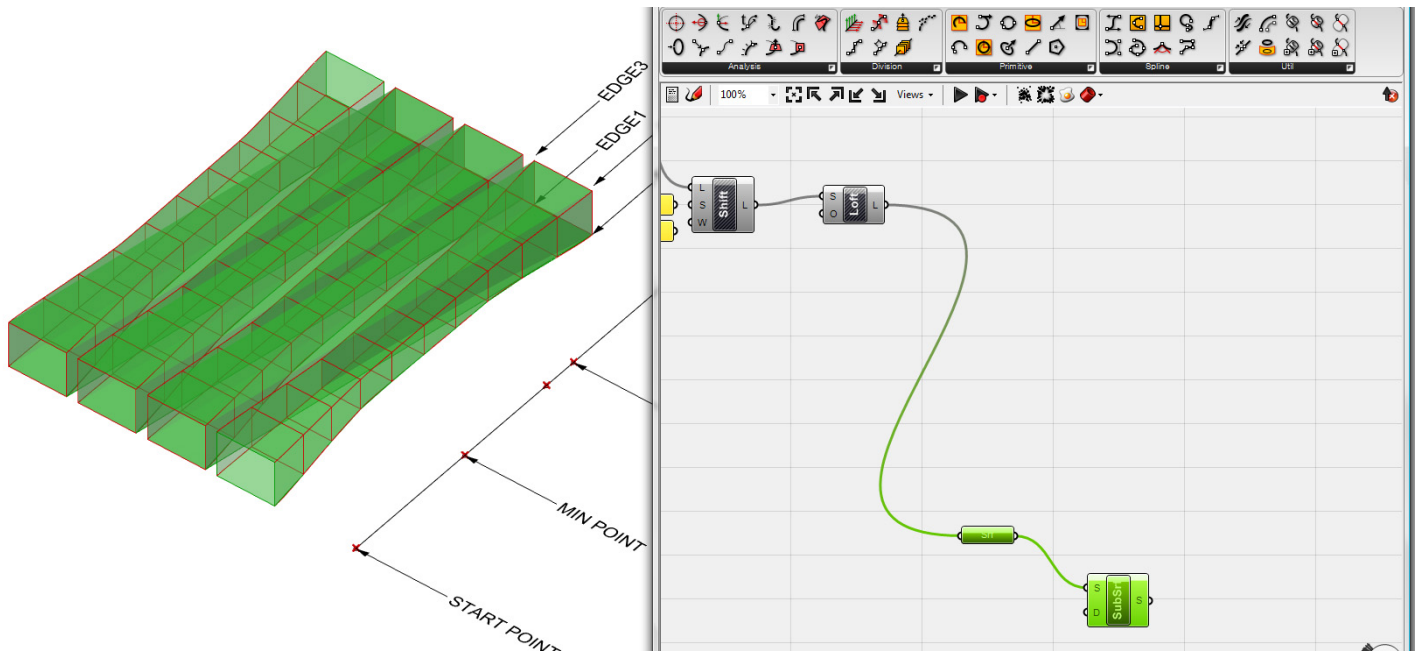 EDGE3
EDGE1
MIN POINT
START POINT
Analysis
Division
Primitive
Spline
Util
100%
Views
L
S
W
Shift
L
S
O
Loft
L
Srf
S
D
SubSrf
S